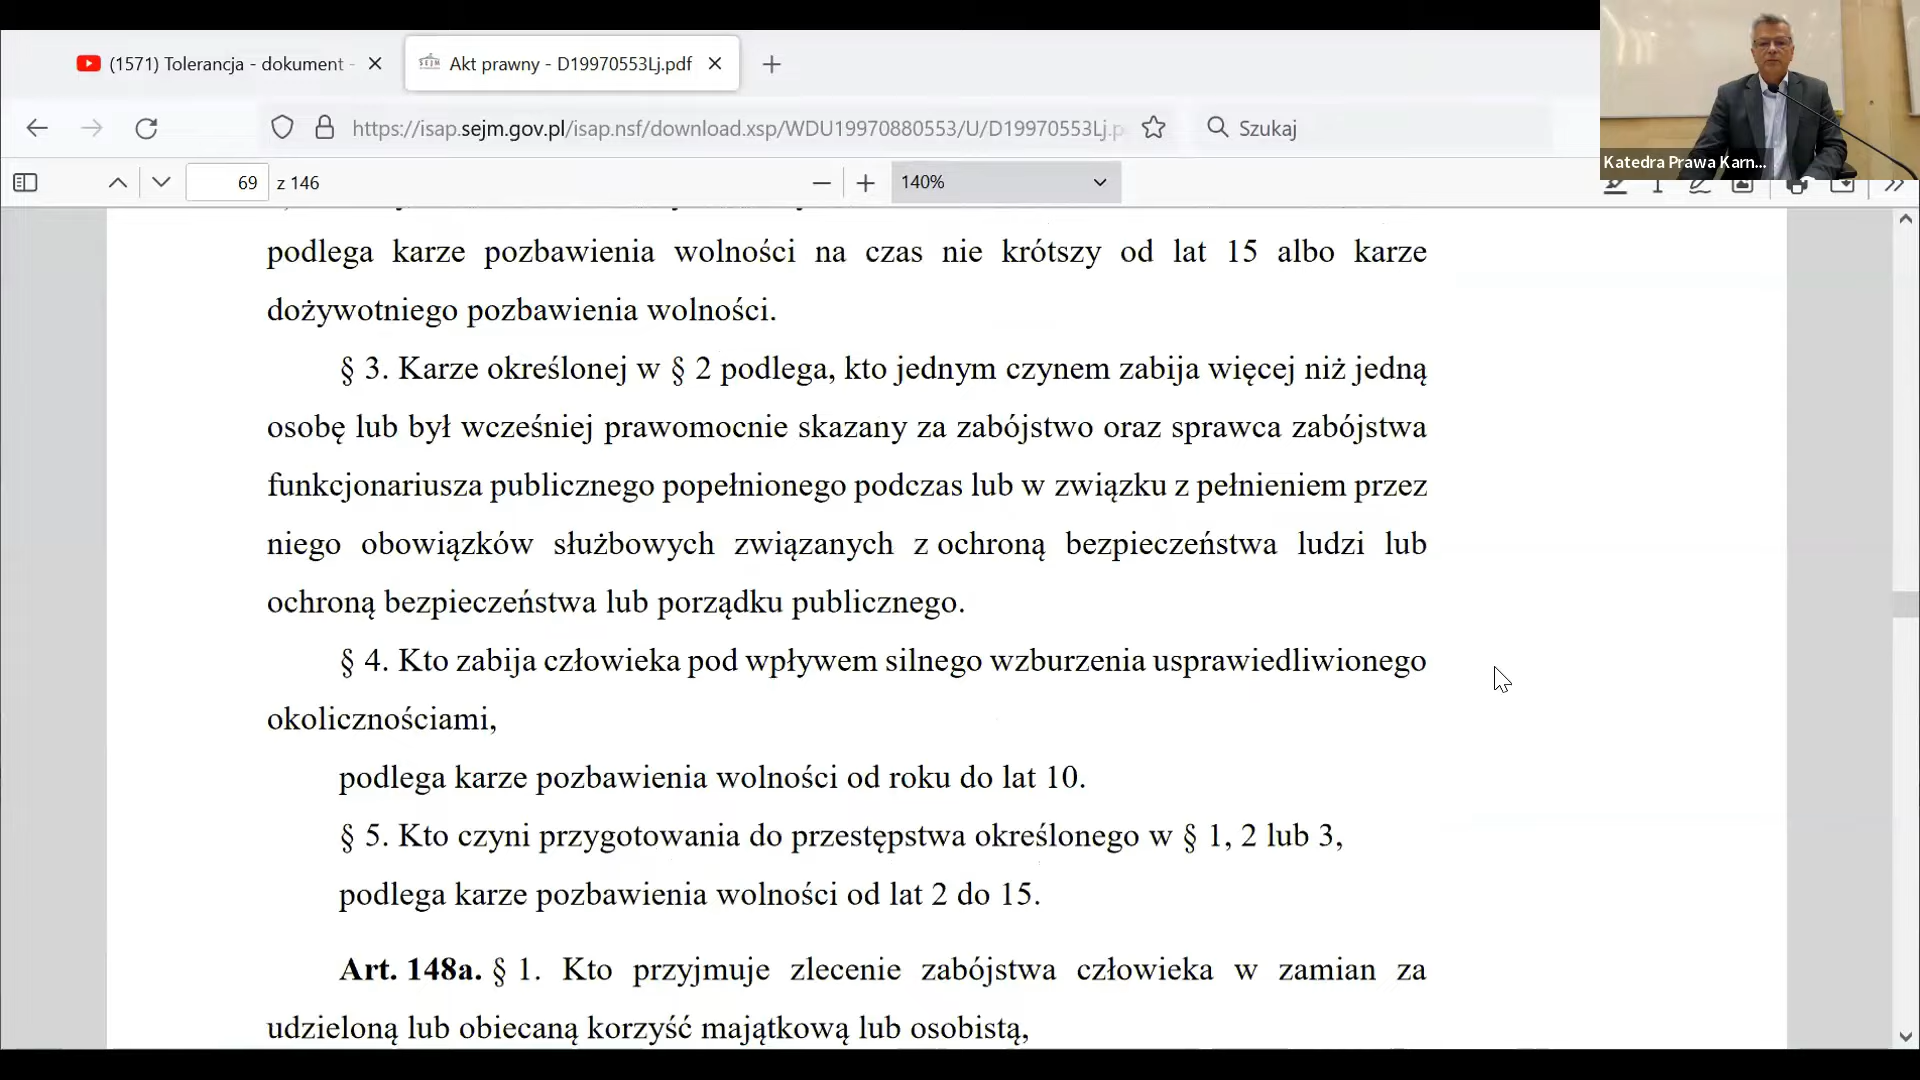 (1571) Tolerancja - dokument -
Akt prawny - D19970553Lj.pdf
https://isap.sejm.gov.pl/isap.nsf/download.xsp/WDU19970880553/U/D19970553Lj.p
Szukaj
Katedra Prawa Karn...
69 z 146
140%
podlega karze pozbawienia wolności na czas nie krótszy od lat 15 albo karze
dożywotniego pozbawienia wolności.
§ 3. Karze określonej w § 2 podlega, kto jednym czynem zabija więcej niż jedną
osobę lub był wcześniej prawomocnie skazany za zabójstwo oraz sprawca zabójstwa
funkcjonariusza publicznego popełnionego podczas lub w związku z pełnieniem przez
niego obowiązków służbowych związanych z ochroną bezpieczeństwa ludzi lub
ochroną bezpieczeństwa lub porządku publicznego.
§ 4. Kto zabija człowieka pod wpływem silnego wzburzenia usprawiedliwionego
okolicznościami,
podlega karze pozbawienia wolności od roku do lat 10.
§ 5. Kto czyni przygotowania do przestępstwa określonego w § 1, 2 lub 3,
podlega karze pozbawienia wolności od lat 2 do 15.
Art. 148a. § 1. Kto przyjmuje zlecenie zabójstwa człowieka w zamian za
udzieloną lub obiecaną korzyść majątkową lub osobistą,